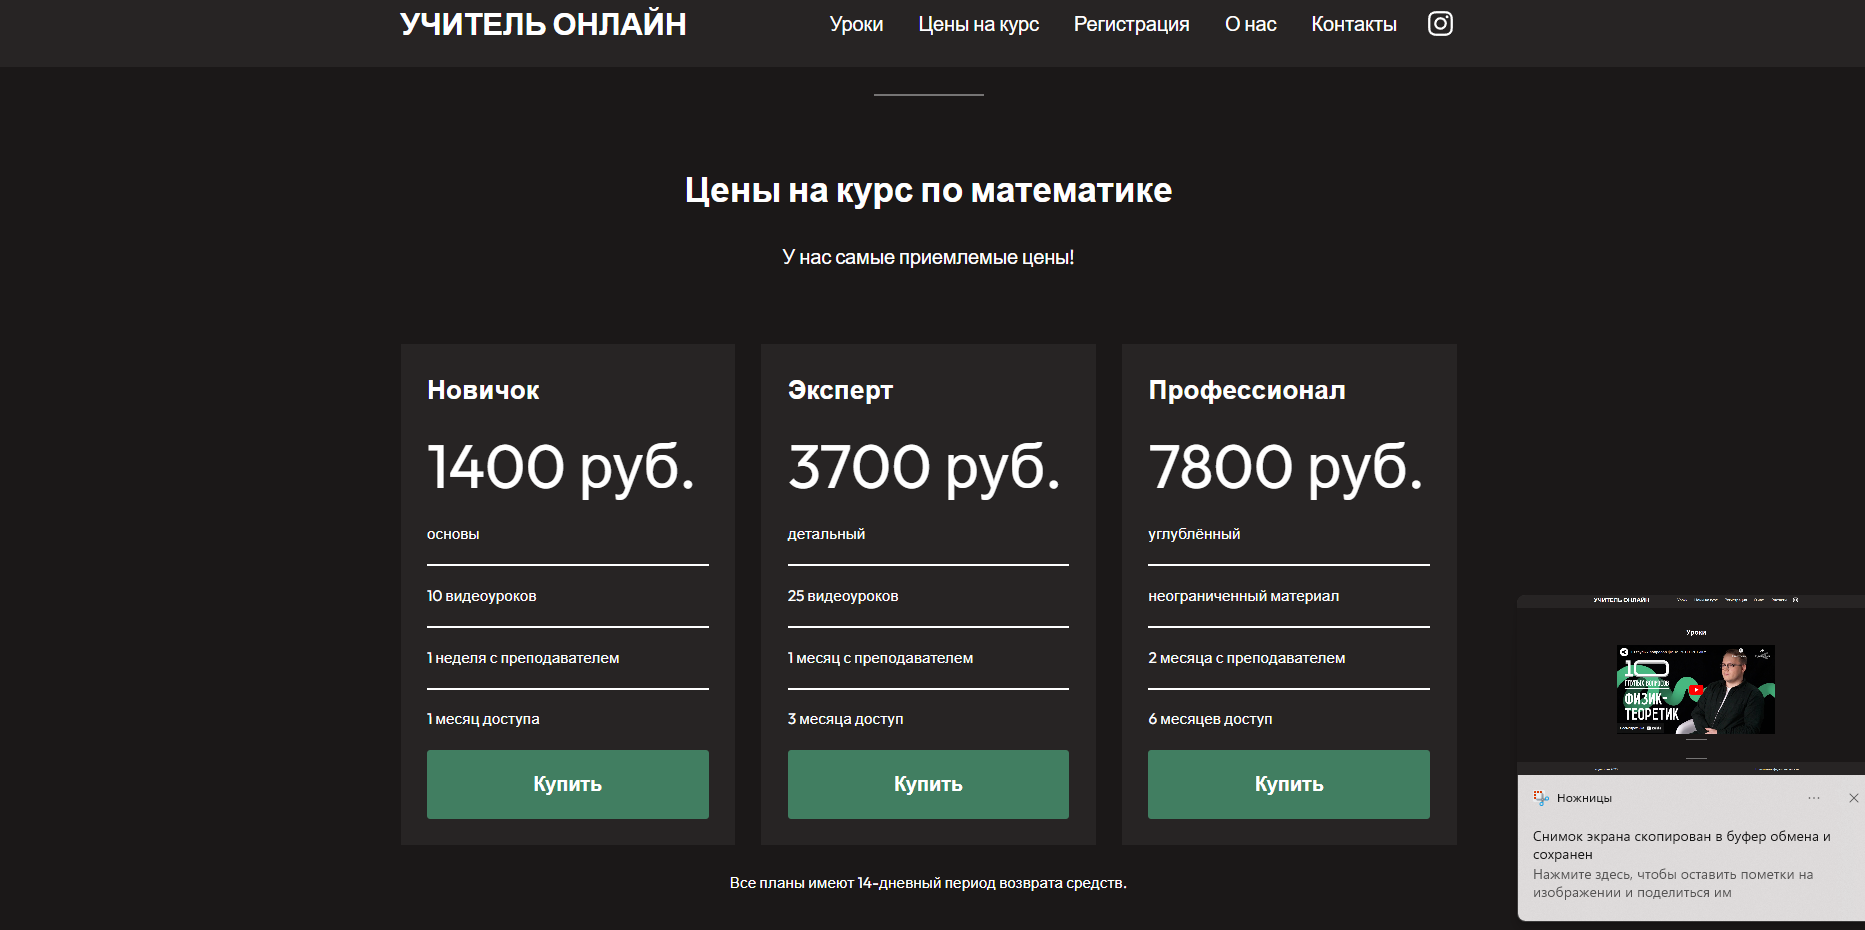 УЧИТЕЛЬ ОНЛАЙН
Уроки Цены на курс Регистрация О нас Контакты
Цены на курс по математике
У нас самые приемлемые цены!
Новичок
1400 руб.
основы
10 видеоуроков
1 неделя с преподавателем
1 месяц доступа
Купить
Эксперт
3700 руб.
детальный
25 видеоуроков
1 месяц с преподавателем
3 месяца доступ
Купить
Профессионал
7800 руб.
углублённый
неограниченный материал
2 месяца с преподавателем
6 месяцев доступ
Купить
Все планы имеют 14-дневный период возврата средств.
УЧИТЕЛЬ ОНЛАЙН
Уроки
10
ГЛУПЫХ ВОПРОСОВ
ФИЗИК-
ТЕОРЕТИК
Ножницы
Снимок экрана скопирован в буфер обмена и
сохранен
Нажмите здесь, чтобы оставить пометки на
изображении и поделиться им